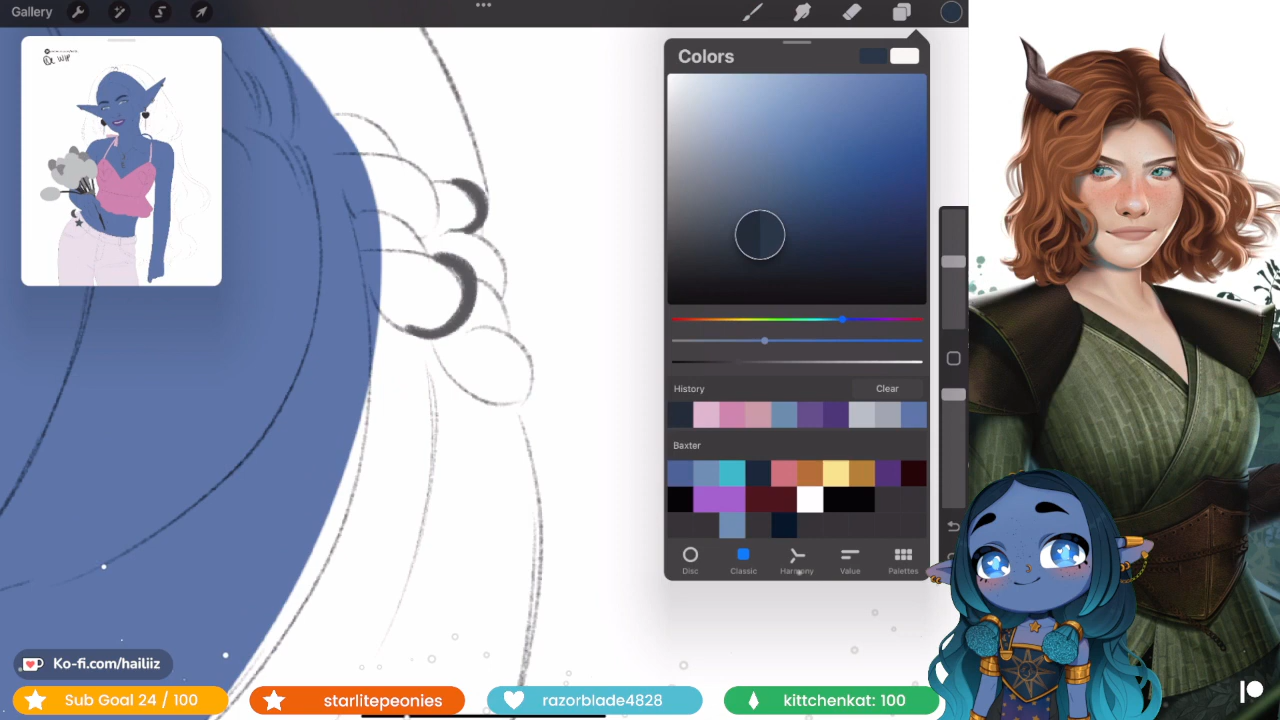 Gallery
Colors
History
Clear
Baxter
Disc
Classic
Harmony
Value
Palettes
Ko-fi.com/hailiiz
Sub Goal 24 / 100
starlitepeonies
razorblade4828
kittchenkat: 100